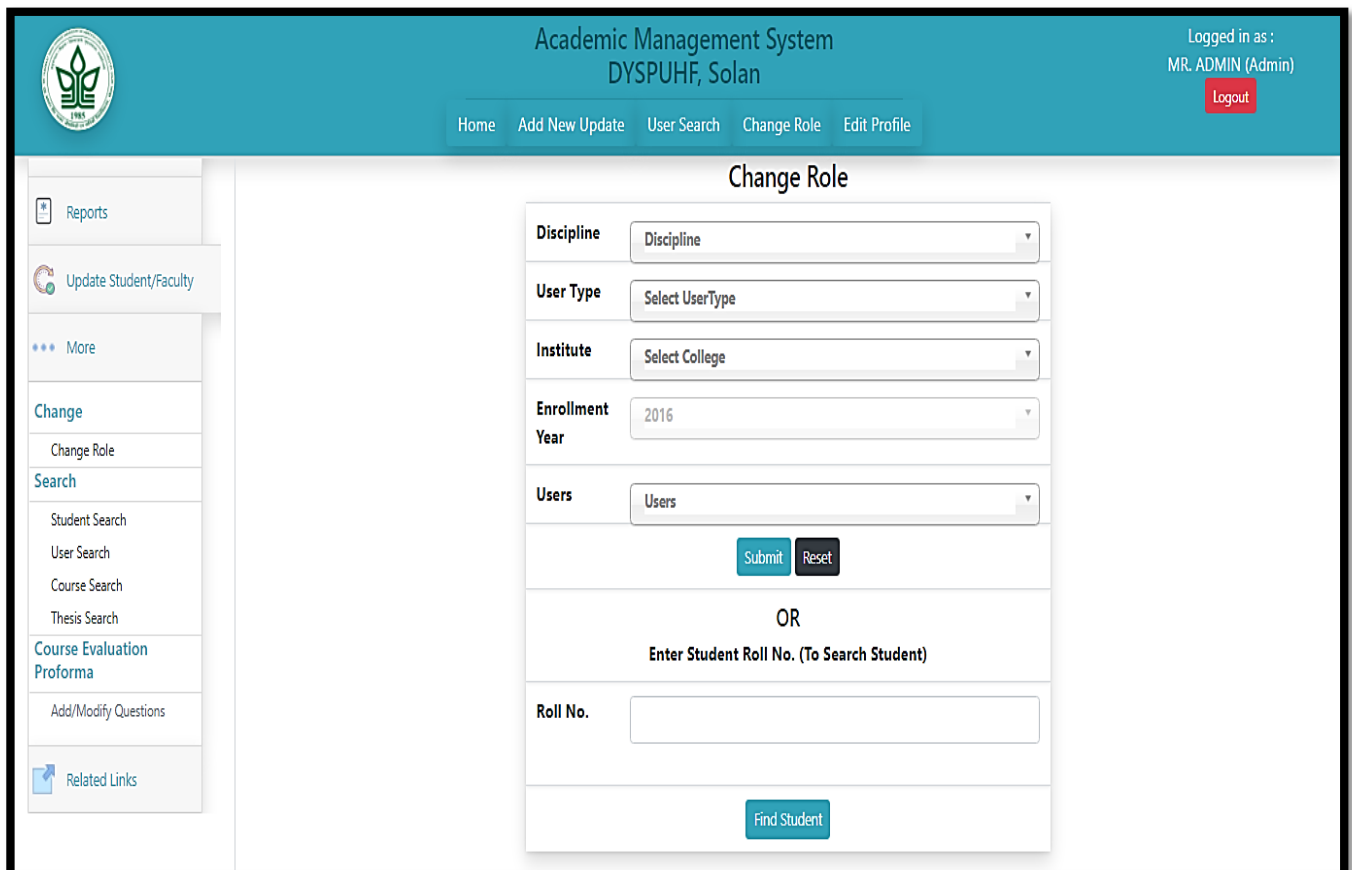 Academic Management System
DYSPUHF, Solan
Logged in as :
MR. ADMIN (Admin)
Logout
1985
Home Add New Update User Search Change Role Edit Profile
Reports
Update Student/Faculty
More
Change
Change Role
Search
Student Search
User Search
Course Search
Thesis Search
Course Evaluation
Proforma
Add/Modify Questions
Related Links
Change Role
Discipline Discipline
User Type Select UserType
Institute Select College
Enrollment
Year 2016
Users Users
Submit Reset
OR
Enter Student Roll No. (To Search Student)
Roll No.
Find Student